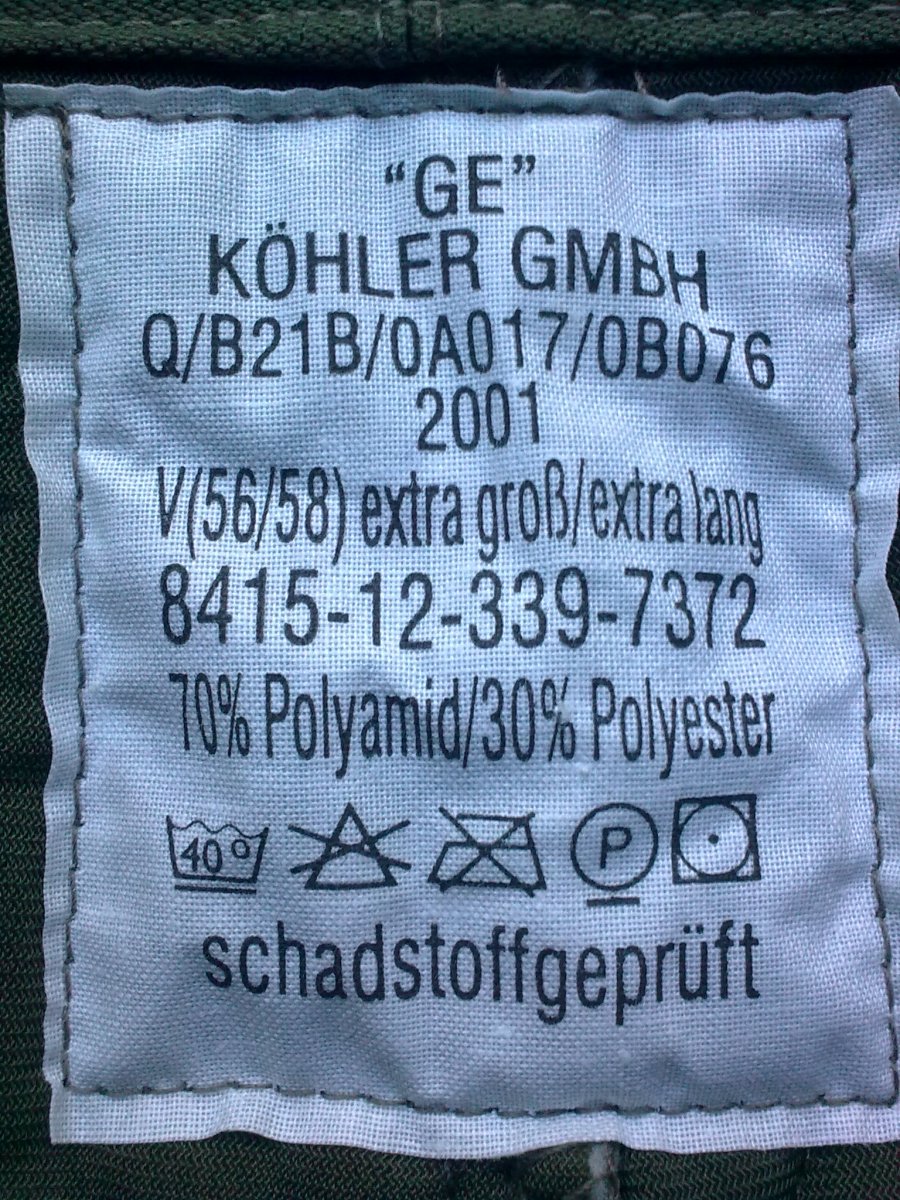 “GE”
KÖHLER GMBH
Q/B21B/0A017/0B076
2001
V(56/58) extra groß/extra lang
8415-12-339-7372
70% Polyamid/30% Polyester
40° P
schadstoffgeprüft